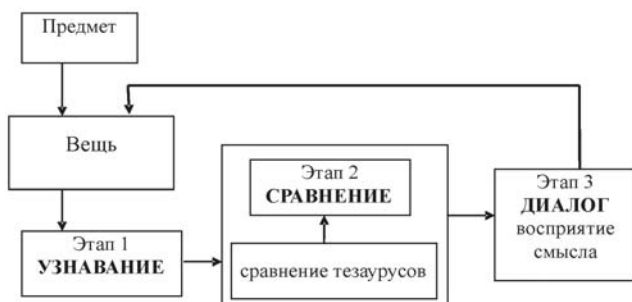 Предмет
Вещь
Этап 1
УЗНАВАНИЕ
Этап 2
СРАВНЕНИЕ
сравнение тезаурусов
Этап 3
ДИАЛОГ
восприятие
смысла